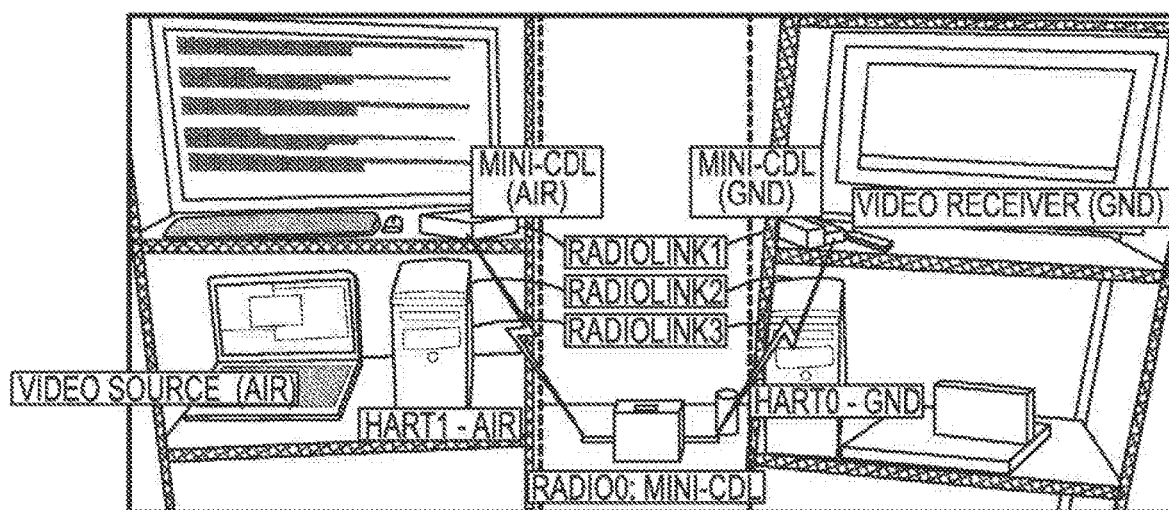 MINI-CDL
(AIR)
MINI-CDL
(GND)
VIDEO RECEIVER (GND)
RADIOLINK1
RADIOLINK2
RADIOLINK3
VIDEO SOURCE (AIR)
HART1 - AIR
HART0 - GND
RADIO0: MINI-CDL